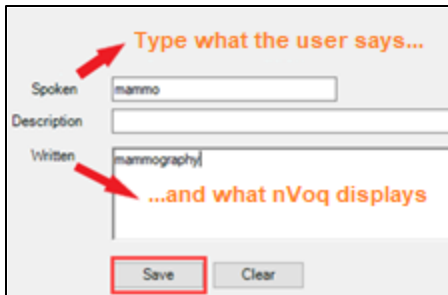 Type what the user says...
Spoken mammo
Description
Written mammography
...and what nVoq displays
Save Clear